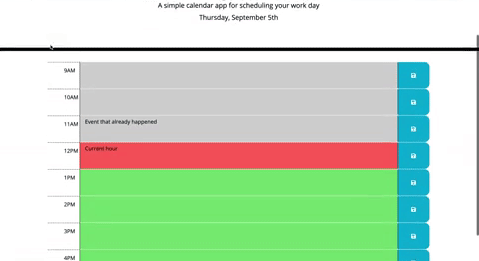 A simple calendar app for scheduling your work day
Thursday, September 5th
9AM
10AM
11AM Event that already happened
12PM Current hour
1PM
2PM
3PM
4PM